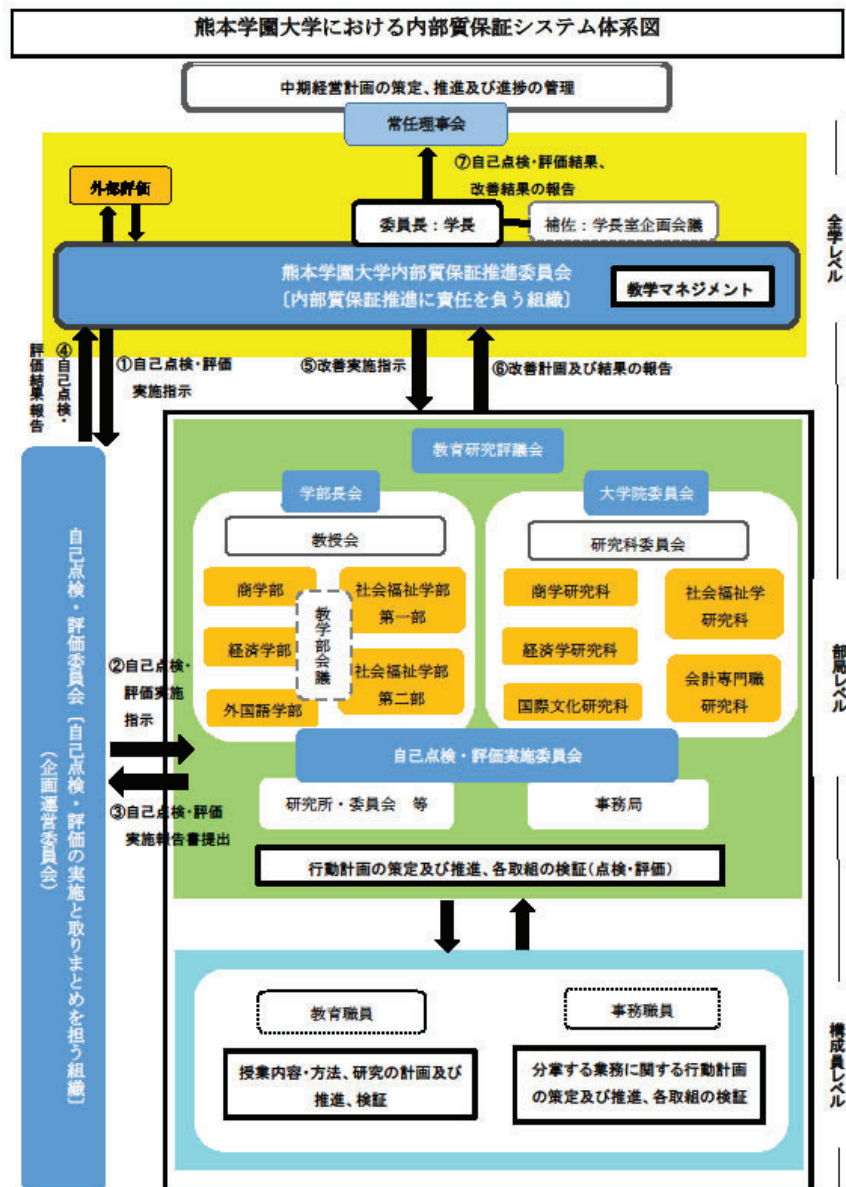 熊本学園大学における内部質保証システム体系図
中期経営計画の策定、推進及び進捗の管理
常任理事会
⑦自己点検・評価結果、
改善結果の報告
外部評価
委員長：学長
補佐：学長室企画会議
熊本学園大学内部質保証推進委員会
〔内部質保証推進に責任を負う組織〕
教学マネジメント
全学レベル
④自己点検・
評価結果報告
①自己点検・評価
実施指示
⑤改善実施指示
⑥改善計画及び結果の報告
教育研究評議会
学部長会
大学院委員会
教授会
研究科委員会
商学部
経済学部
外国語学部
教学部会議
社会福祉学部
第一部
社会福祉学部
第二部
商学研究科
経済学研究科
国際文化研究科
社会福祉学
研究科
会計専門職
研究科
自己点検・評価実施委員会
研究所・委員会　等
事務局
行動計画の策定及び推進、各取組の検証（点検・評価）
部局レベル
②自己点検・
評価実施
指示
③自己点検・評価
実施報告書提出
自己点検・評価委員会〔自己点検・評価の実施と取りまとめを担う組織〕
（企画運営委員会）
教育職員
事務職員
授業内容・方法、研究の計画及び
推進、検証
分掌する業務に関する行動計画
の策定及び推進、各取組の検証
構成員レベル